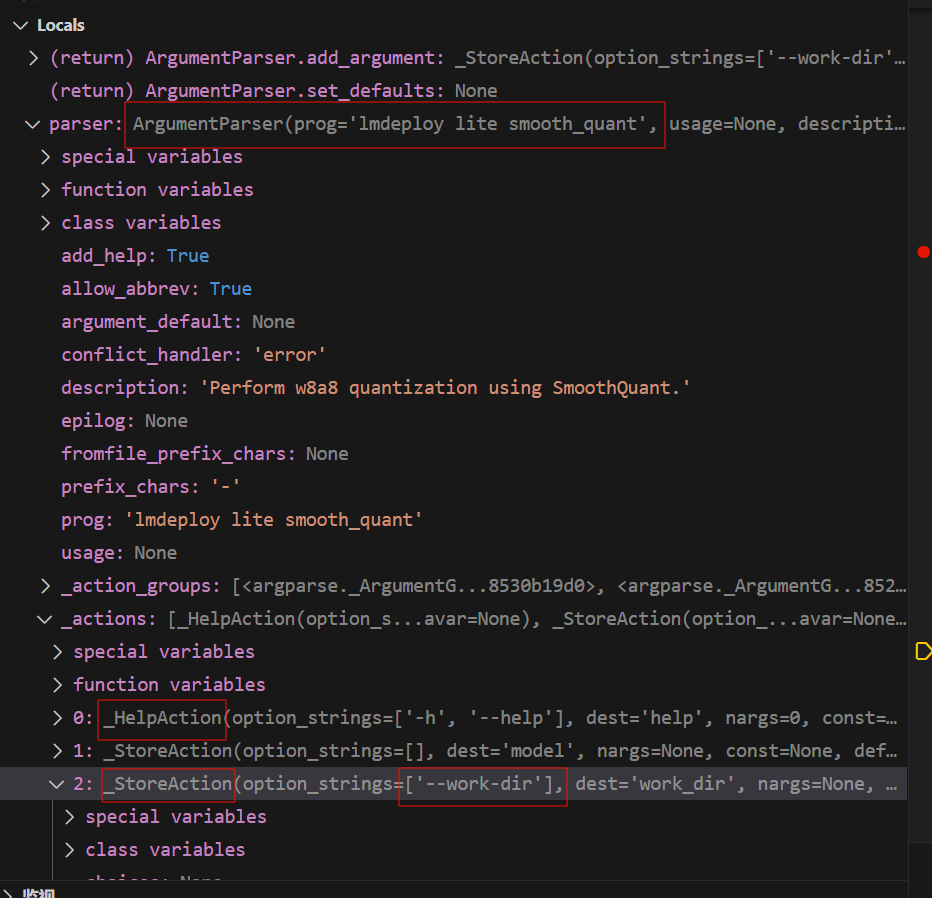 Locals
(return) ArgumentParser.add_argument: _StoreAction(option_strings=['--work-dir'…
(return) ArgumentParser.set_defaults: None
parser: ArgumentParser(prog='lmdeploy lite smooth_quant', usage=None, descripti…
special variables
function variables
class variables
add_help: True
allow_abbrev: True
argument_default: None
conflict_handler: 'error'
description: 'Perform w8a8 quantization using SmoothQuant.'
epilog: None
fromfile_prefix_chars: None
prefix_chars: '-'
prog: 'lmdeploy lite smooth_quant'
usage: None
_action_groups: [<argparse._ArgumentG...8530b19d0>, <argparse._ArgumentG...852…
_actions: [_HelpAction(option_s...avar=None), _StoreAction(option_...avar=None…
special variables
function variables
0: _HelpAction(option_strings=['-h', '--help'], dest='help', nargs=0, const=…
1: _StoreAction(option_strings=[], dest='model', nargs=None, const=None, def…
2: _StoreAction(option_strings=['--work-dir'], dest='work_dir', nargs=None, …
special variables
class variables
choices: None
监视